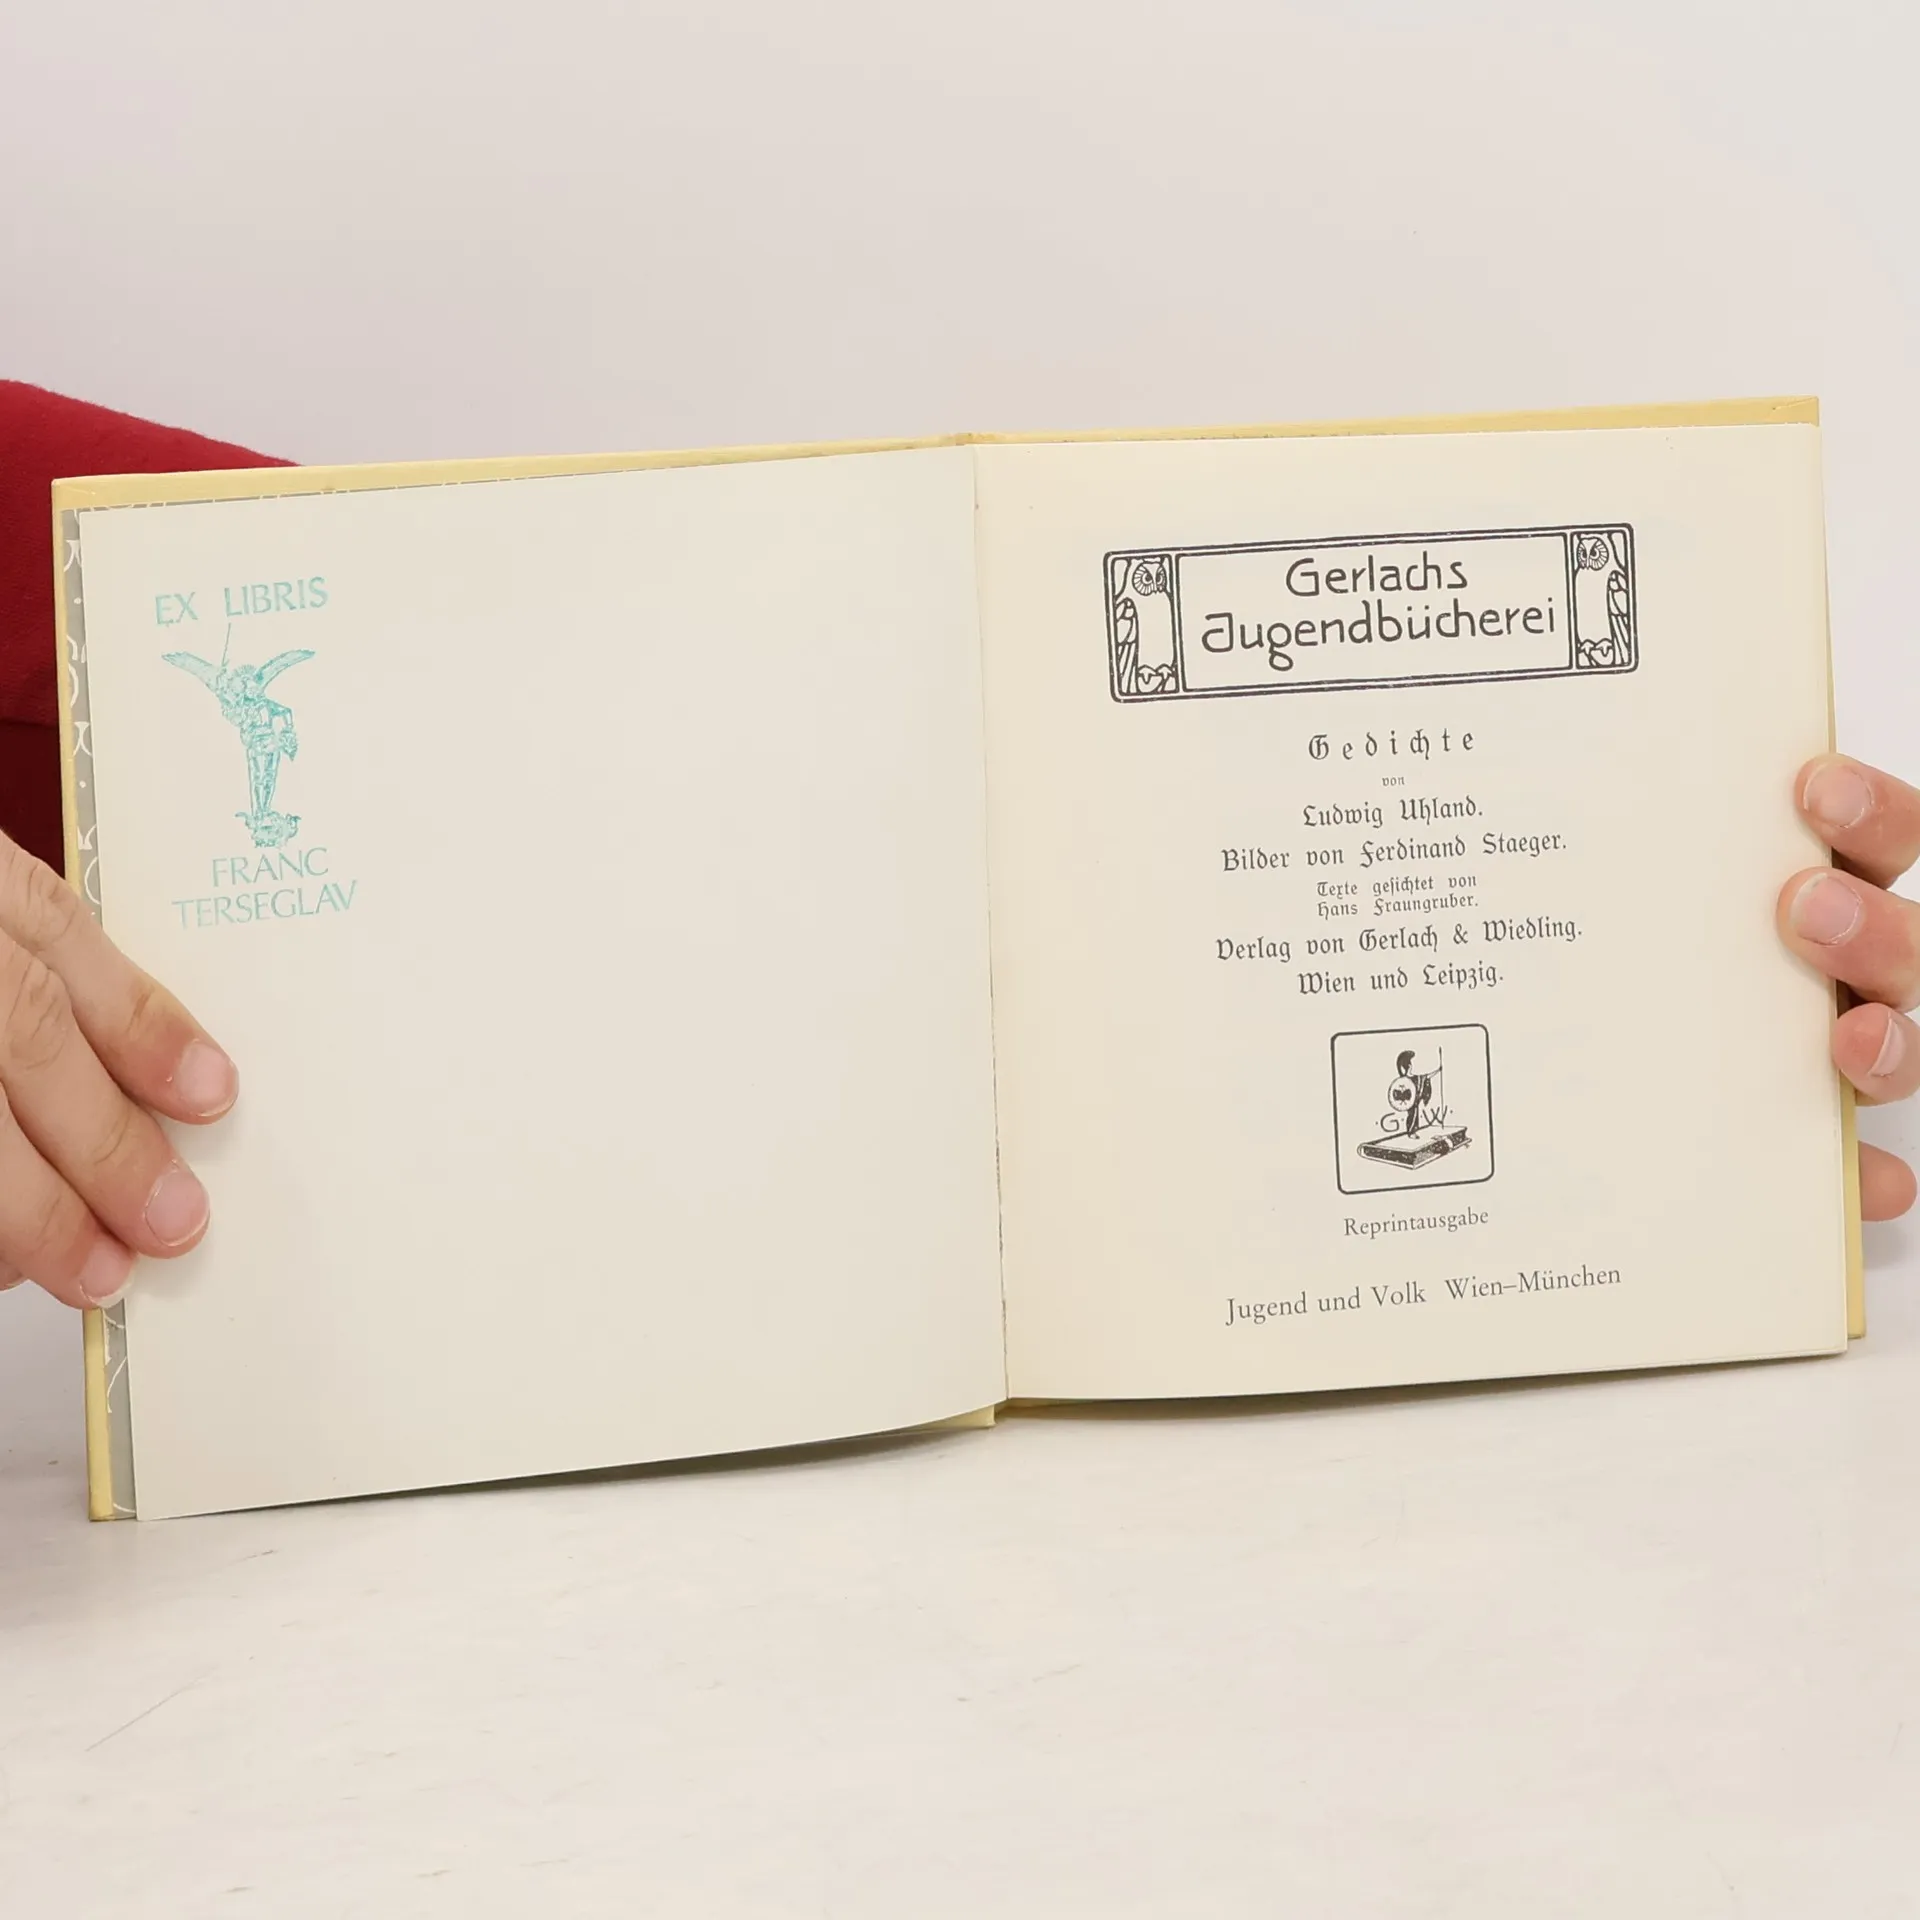 EX LIBRIS
FRANC
TERSEGLAV
Gerlachs
Jugendbücherei
Gedichte
von
Ludwig Uhland.
Bilder von Ferdinand Staeger.
Texte gesichtet von
Hans Fraungruber.
Verlag von Gerlach & Wiedling.
Wien und Leipzig.
·G·W·
Reprintausgabe
Jugend und Volk Wien–München